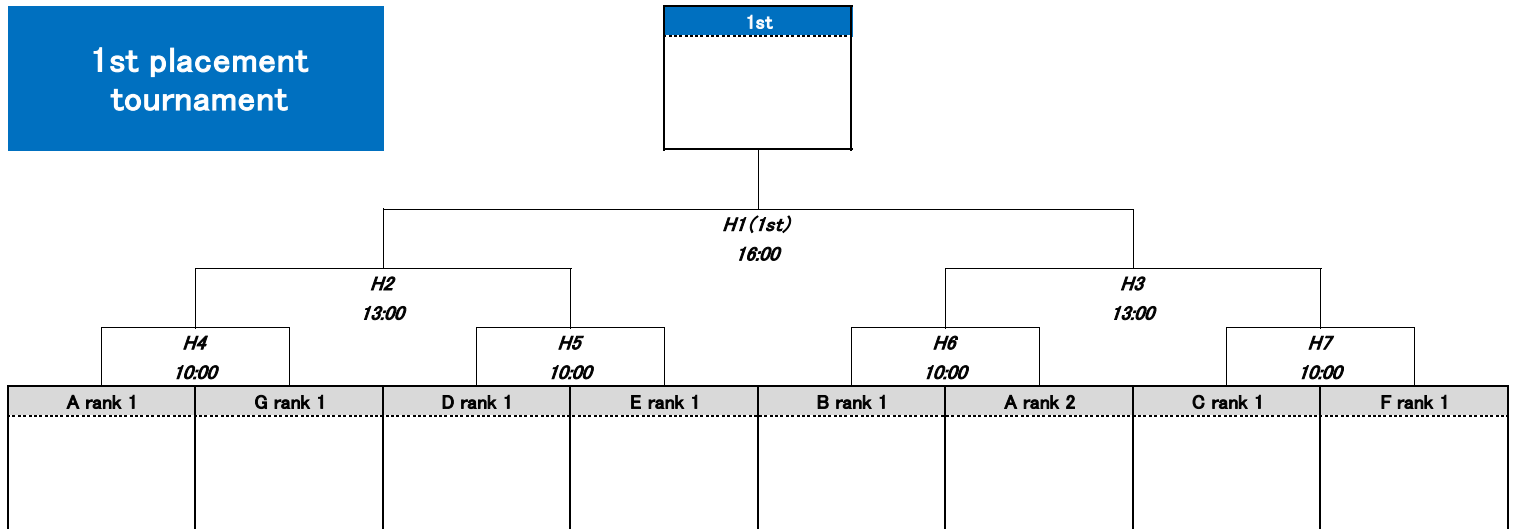 1st placement
tournament
1st
H1(1st)
16:00
H2
H3
13:00
13:00
H4
H5
H6
H7
10:00
10:00
10:00
10:00
A rank 1
G rank 1
D rank 1
E rank 1
B rank 1
A rank 2
C rank 1
F rank 1